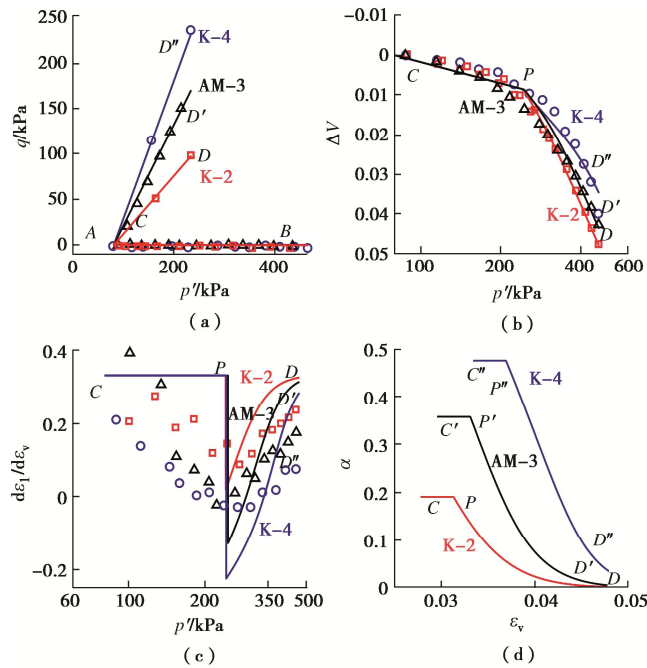 250
200
150
100
50
0
q/kPa
D″
K-4
AM-3
D′
D
K-2
C
A
B
0
200
400
p′/kPa
(a)
-0.01
0
0.01
0.02
0.03
0.04
0.05
ΔV
C
P
AM-3
K-4
D″
K-2
D′
D
100
200
400
600
p′/kPa
(b)
0.4
0.2
0
-0.2
dε₁/dεᵥ
C
P
K-2
D
AM-3
D′
D″
K-4
60
100
200
350
500
p′/kPa
(c)
0.5
0.4
0.3
0.2
0.1
0
α
C″
P″
K-4
C′
P′
AM-3
C
P
K-2
D″
D′
D
0.03
0.04
0.05
εᵥ
(d)